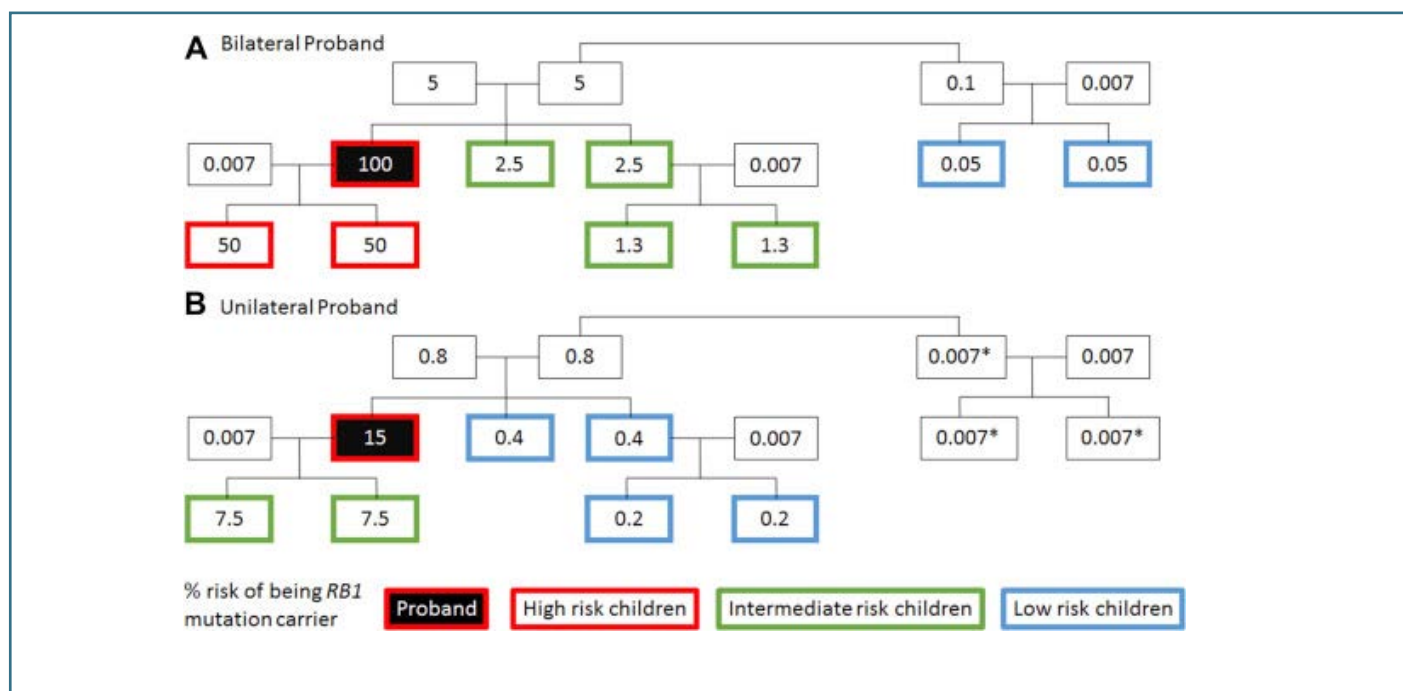 A Bilateral Proband
5 5 0.1 0.007
0.007 100 2.5 2.5 0.007 0.05 0.05
50 50 1.3 1.3
B Unilateral Proband
0.8 0.8 0.007* 0.007
0.007 15 0.4 0.4 0.007 0.007* 0.007*
7.5 7.5 0.2 0.2
% risk of being RB1
mutation carrier
Proband
High risk children
Intermediate risk children
Low risk children